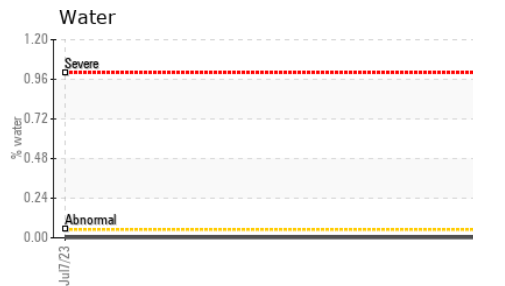 Water
1.20
Severe
0.96
0.72
% water
0.48
0.24
Abnormal
0.00
Jul7/23